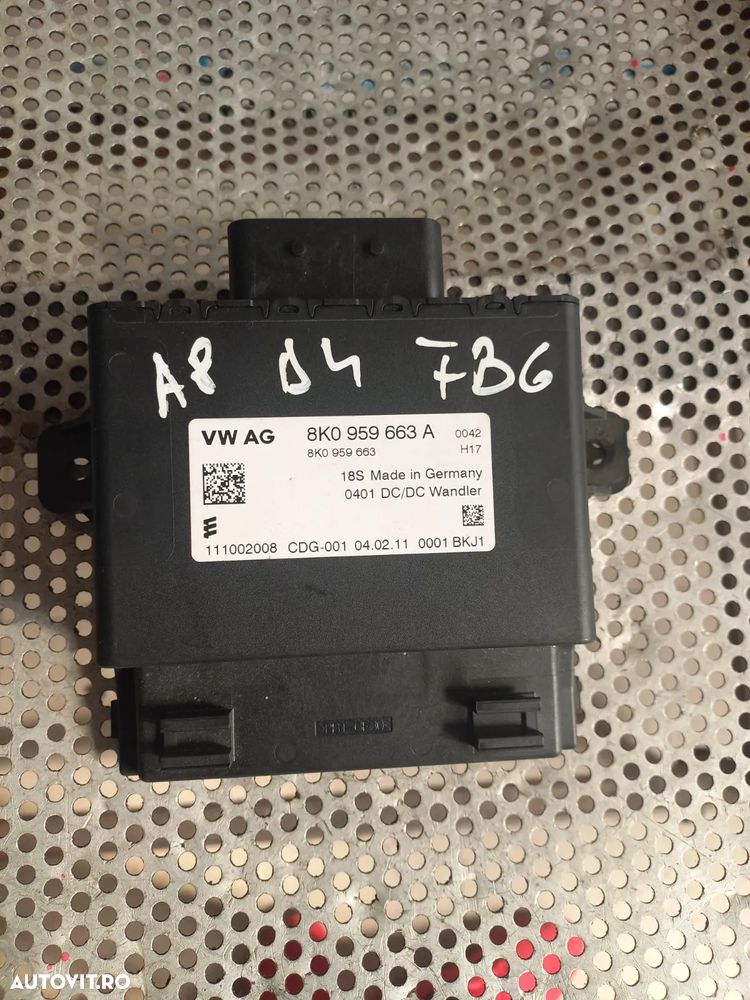 A8 D4 FBG
VW AG 8K0 959 663 A 0042
8K0 959 663 H17
18S Made in Germany
0401 DC/DC Wandler
111002008 CDG-001 04.02.11 0001 BKJ1
AUTOVIT.RO